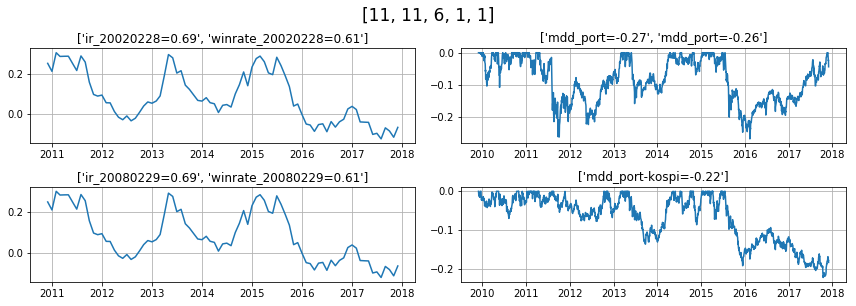 [11, 11, 6, 1, 1]
['ir_20020228=0.69', 'winrate_20020228=0.61']
0.2
0.0
2011 2012 2013 2014 2015 2016 2017 2018
['mdd_port=-0.27', 'mdd_port=-0.26']
0.0
−0.1
−0.2
2010 2011 2012 2013 2014 2015 2016 2017 2018
['ir_20080229=0.69', 'winrate_20080229=0.61']
0.2
0.0
2011 2012 2013 2014 2015 2016 2017 2018
['mdd_port-kospi=-0.22']
0.0
−0.1
−0.2
2010 2011 2012 2013 2014 2015 2016 2017 2018